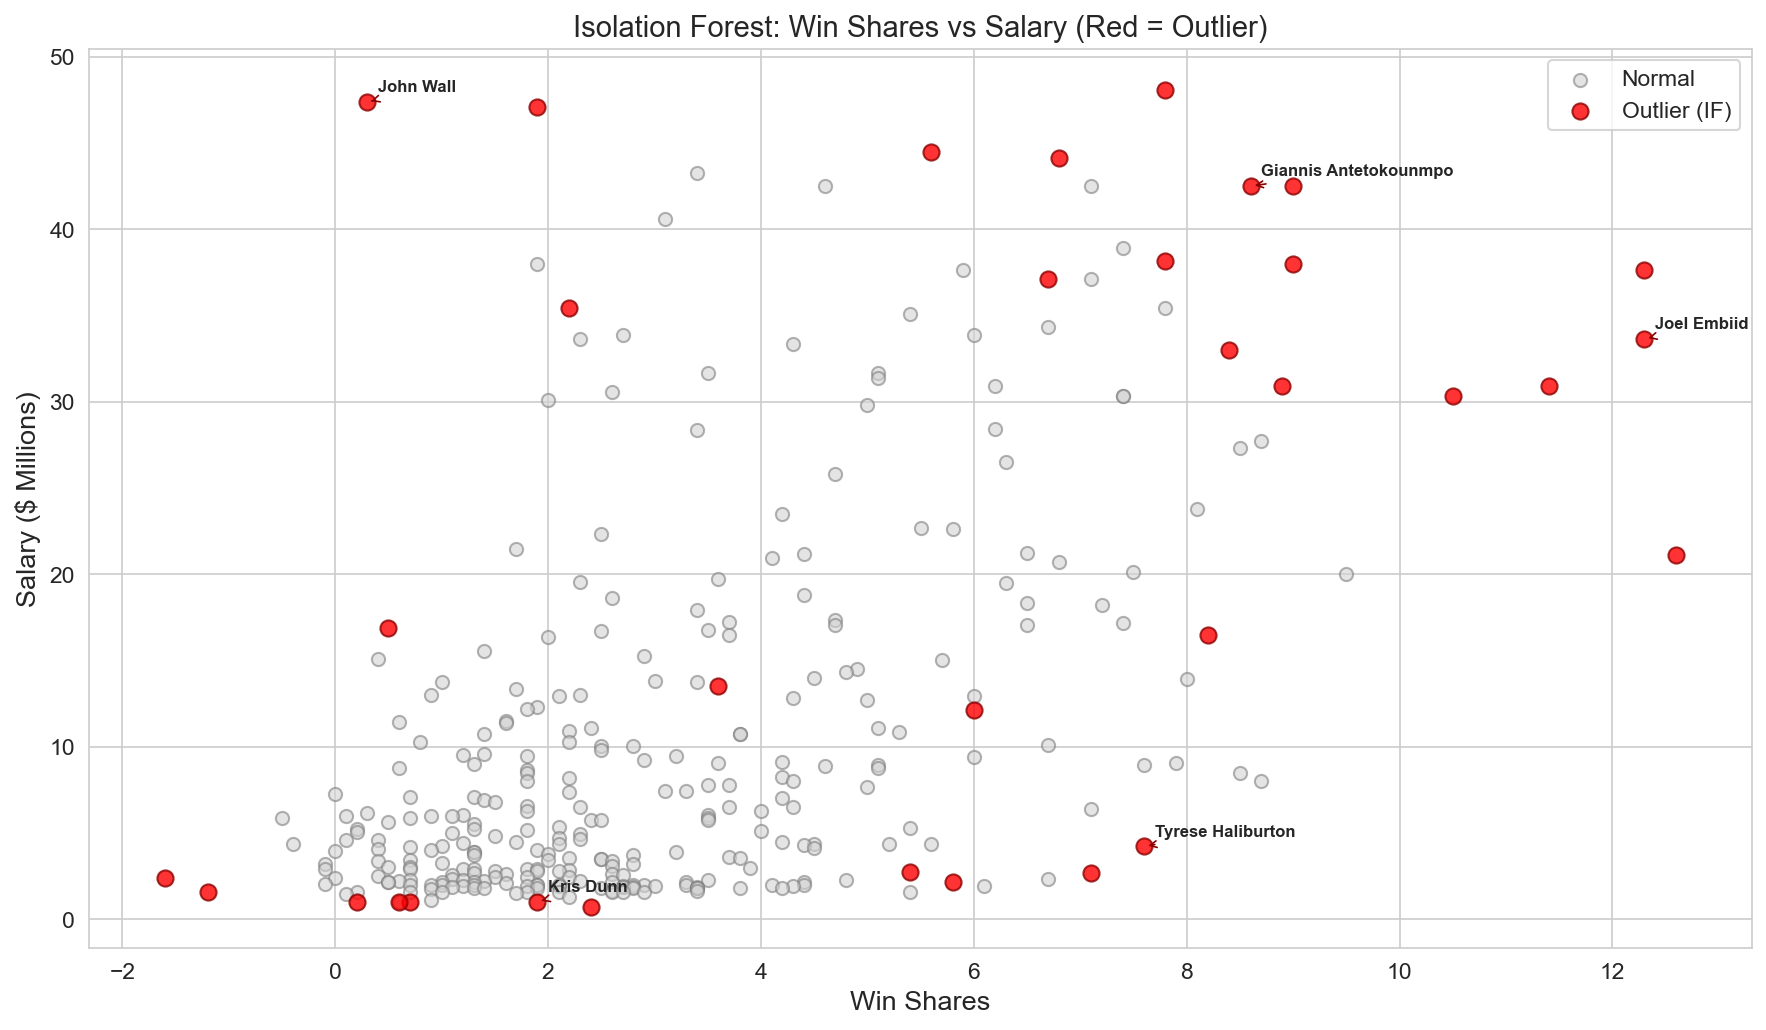 Isolation Forest: Win Shares vs Salary (Red = Outlier)
50
40
30
20
10
0
Salary ($ Millions)
John Wall
Giannis Antetokounmpo
Joel Embiid
Tyrese Haliburton
Kris Dunn
Normal
Outlier (IF)
−2
0
2
4
6
8
10
12
Win Shares